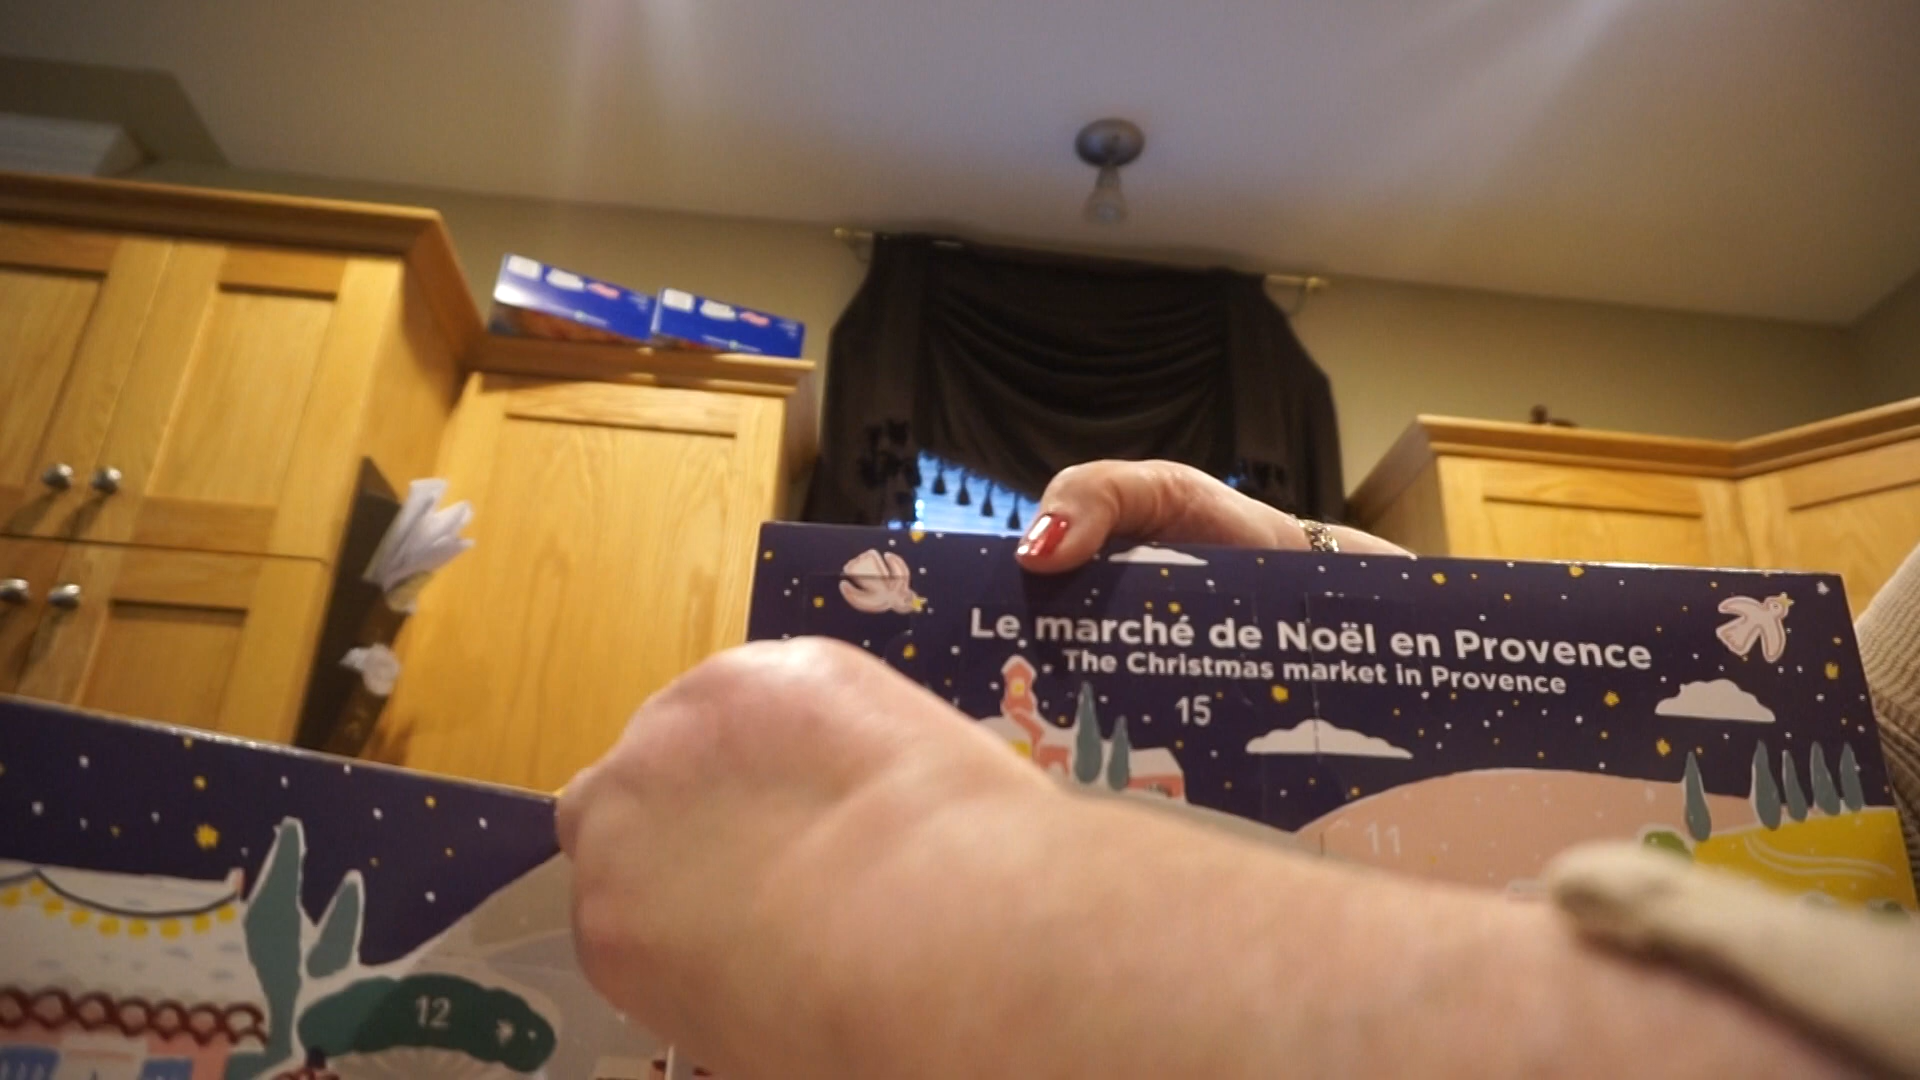 Le marché de Noël en Provence
The Christmas market in Provence
15
11
12